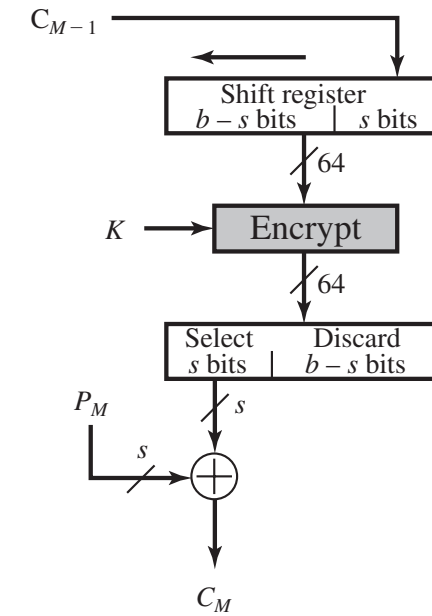 C_{M – 1}
Shift register
b – s bits | s bits
64
K
Encrypt
64
Select Discard
s bits | b – s bits
P_M
s
s
C_M